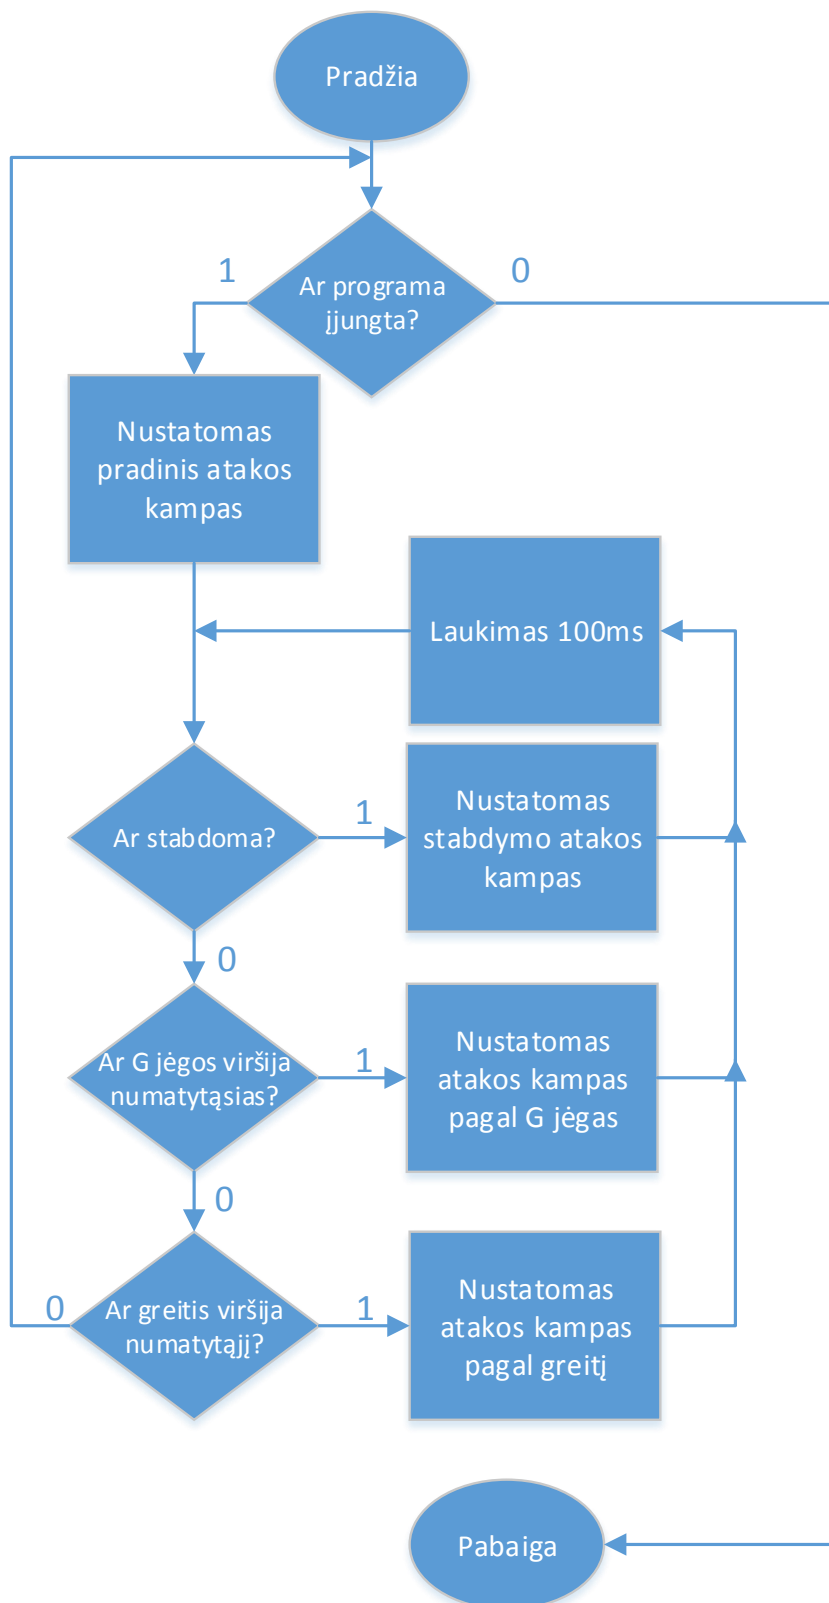 Pradžia
1
0
Ar programa
įjungta?
Nustatomas
pradinis atakos
kampas
Laukimas 100ms
Ar stabdoma?
1
Nustatomas
stabdymo atakos
kampas
0
Ar G jėgos viršija
numatytąsias?
1
Nustatomas
atakos kampas
pagal G jėgas
0
0
Ar greitis viršija
numatytąjį?
1
Nustatomas
atakos kampas
pagal greitį
Pabaiga